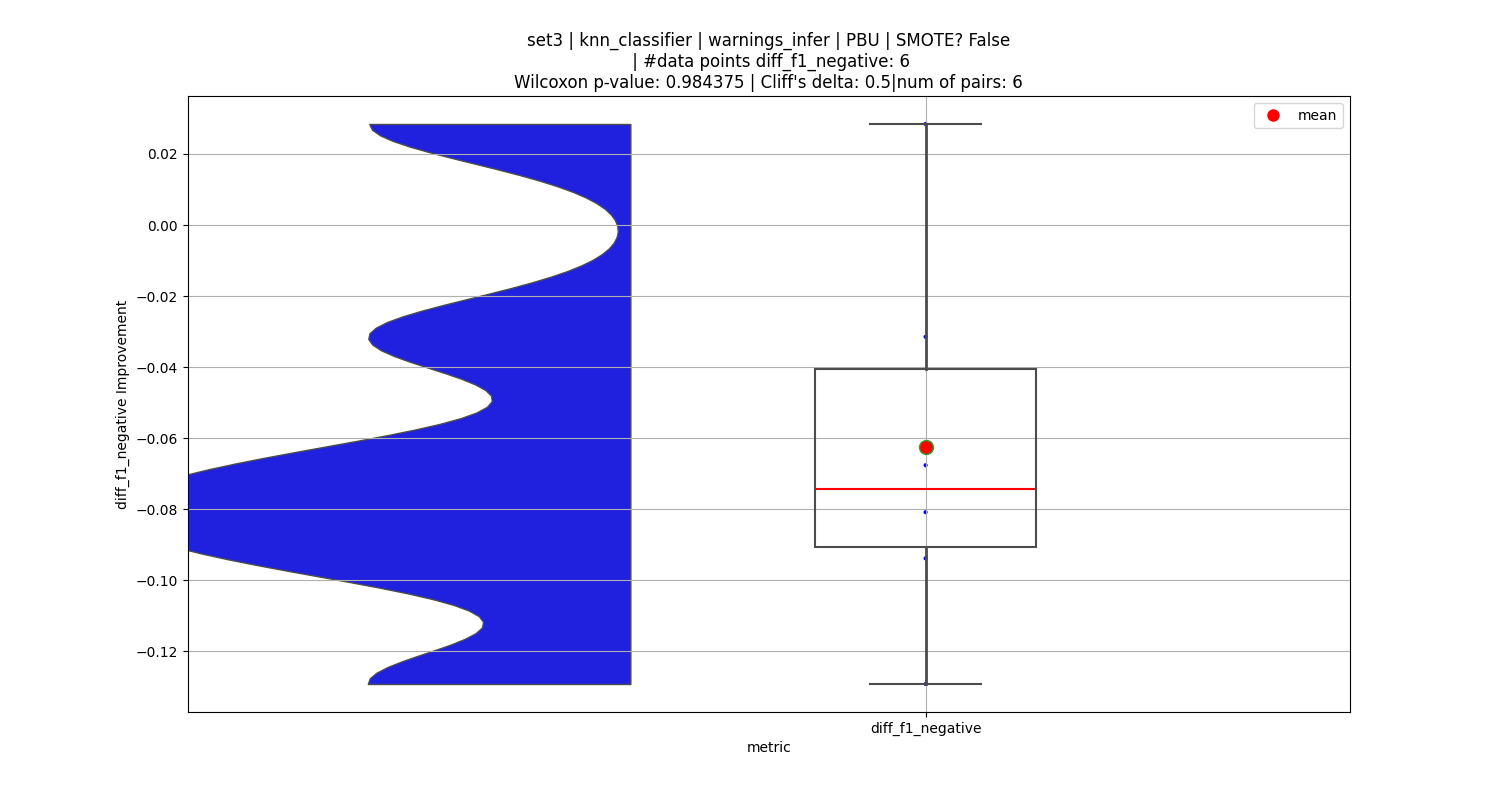 set3 | knn_classifier | warnings_infer | PBU | SMOTE? False
| #data points diff_f1_negative: 6
Wilcoxon p-value: 0.984375 | Cliff's delta: 0.5|num of pairs: 6
mean
0.02
0.00
−0.02
−0.04
−0.06
−0.08
−0.10
−0.12
diff_f1_negative Improvement
diff_f1_negative
metric